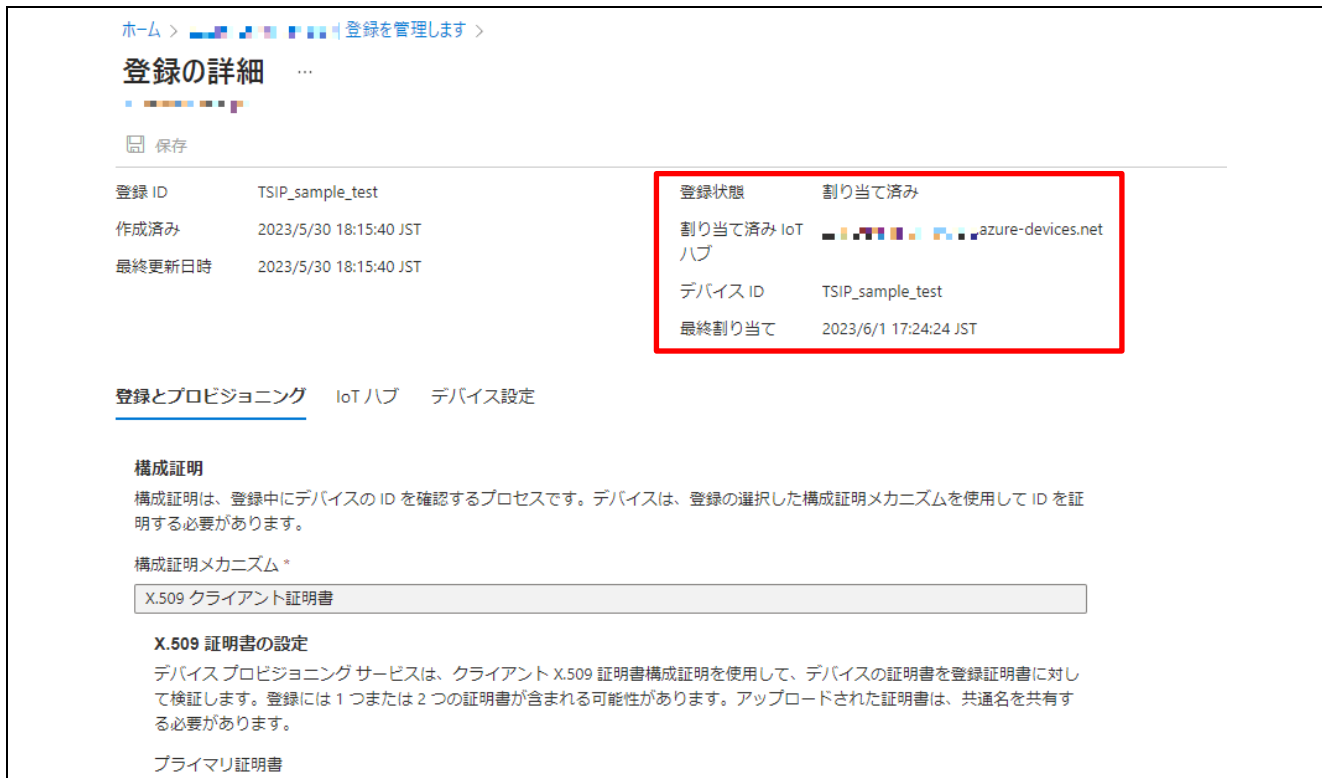 ホーム > 登録を管理します >
登録の詳細 …
保存
登録 ID TSIP_sample_test
作成済み 2023/5/30 18:15:40 JST
最終更新日時 2023/5/30 18:15:40 JST
登録状態 割り当て済み
割り当て済み IoT ハブ .azure-devices.net
デバイス ID TSIP_sample_test
最終割り当て 2023/6/1 17:24:24 JST
登録とプロビジョニング IoT ハブ デバイス設定
構成証明
構成証明は、登録中にデバイスの ID を確認するプロセスです。デバイスは、登録の選択した構成証明メカニズムを使用して ID を証
明する必要があります。
構成証明メカニズム *
X.509 クライアント証明書
X.509 証明書の設定
デバイス プロビジョニング サービスは、クライアント X.509 証明書構成証明を使用して、デバイスの証明書を登録証明書に対し
て検証します。登録には 1 つまたは 2 つの証明書が含まれる可能性があります。アップロードされた証明書は、共通名を共有す
る必要があります。
プライマリ証明書